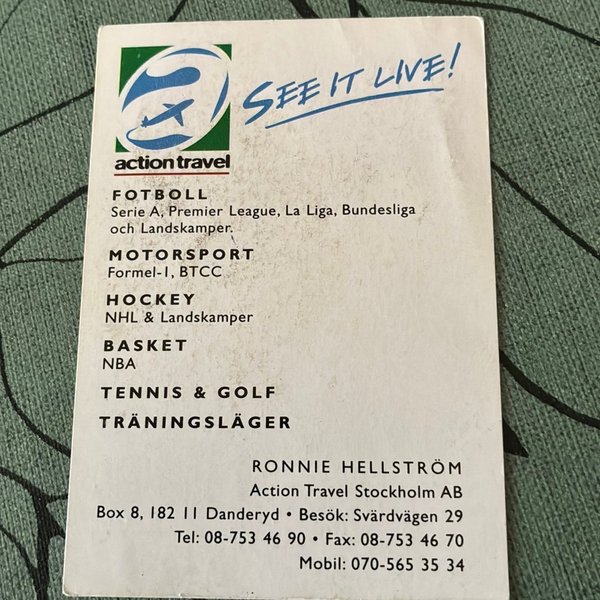 SEE IT LIVE!
actiontravel
FOTBOLL
Serie A, Premier League, La Liga, Bundesliga
och Landskamper.
MOTORSPORT
Formel-1, BTCC
HOCKEY
NHL & Landskamper
BASKET
NBA
TENNIS & GOLF
TRÄNINGSLÄGER
RONNIE HELLSTRÖM
Action Travel Stockholm AB
Box 8, 182 11 Danderyd • Besök: Svärdvägen 29
Tel: 08-753 46 90 • Fax: 08-753 46 70
Mobil: 070-565 35 34